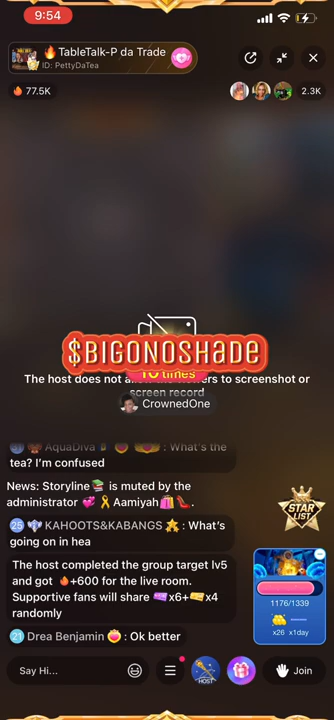 9:54
🔥TableTalk-P da Trade
ID: PettyDaTea
🔥 77.5K
2.3K
$BIGONOSHADE
10 times
The host does not allow viewers to screenshot or
screen record
CrownedOne
AquaDiva : What's the
tea? I'm confused
News: Storyline📚 is muted by the
administrator 💞🎗Aamiyah🛍👠.
25 KAHOOTS&KABANGS⭐: What's
going on in hea
The host completed the group target lv5
and got 🔥+600 for the live room.
Supportive fans will share x6+ x4
randomly
21 Drea Benjamin : Ok better
STAR
LIST
1176/1339
x26 x1day
Say Hi...
HOST
Join